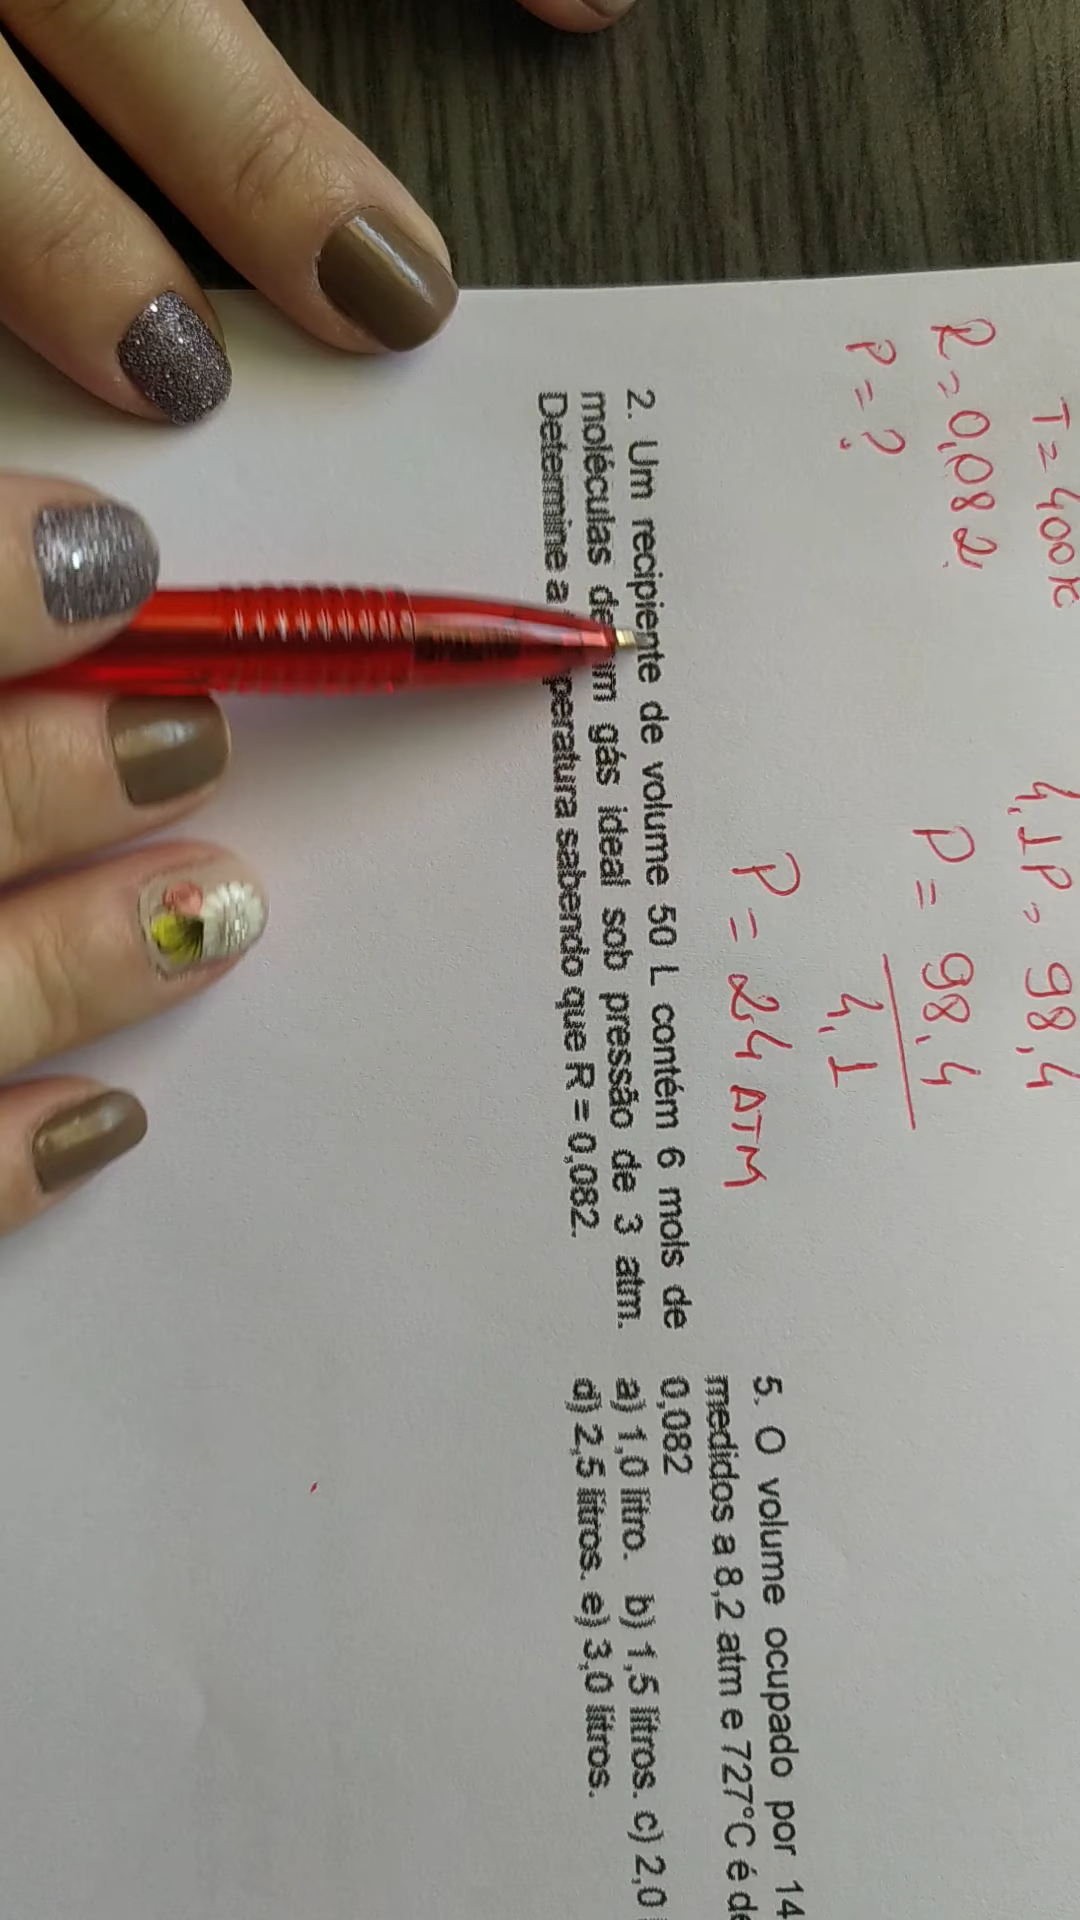 T = 400K
R = 0,082
P = ?
4,1P = 98,4
P = 98,4
4,1
P = 24 ATM
2. Um recipiente de volume 50 L contém 6 mols de
moléculas de um gás ideal sob pressão de 3 atm.
Determine a peratura sabendo que R = 0,082.
5. O volume ocupado por 14
medidos a 8,2 atm e 727°C é de
0,082
a) 1,0 litro. b) 1,5 litros. c) 2,0
d) 2,5 litros. e) 3,0 litros.